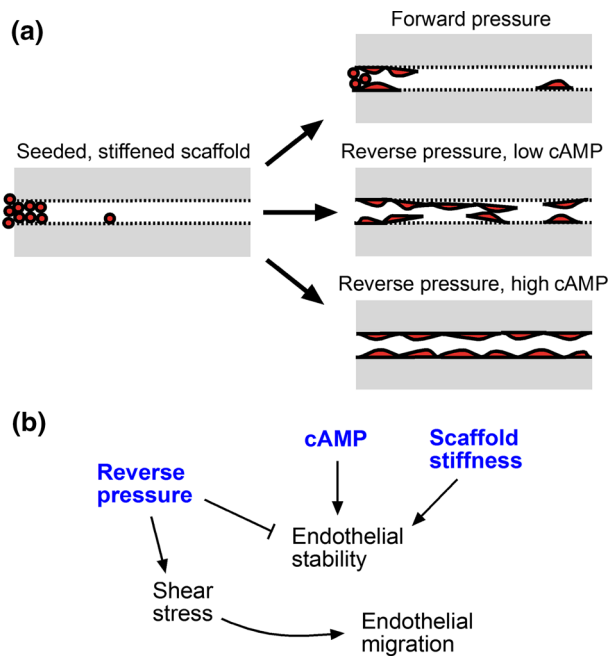 (a)
Forward pressure
Seeded, stiffened scaffold
Reverse pressure, low cAMP
Reverse pressure, high cAMP
(b)
cAMP
Scaffold
stiffness
Reverse
pressure
Endothelial
stability
Shear
stress
Endothelial
migration